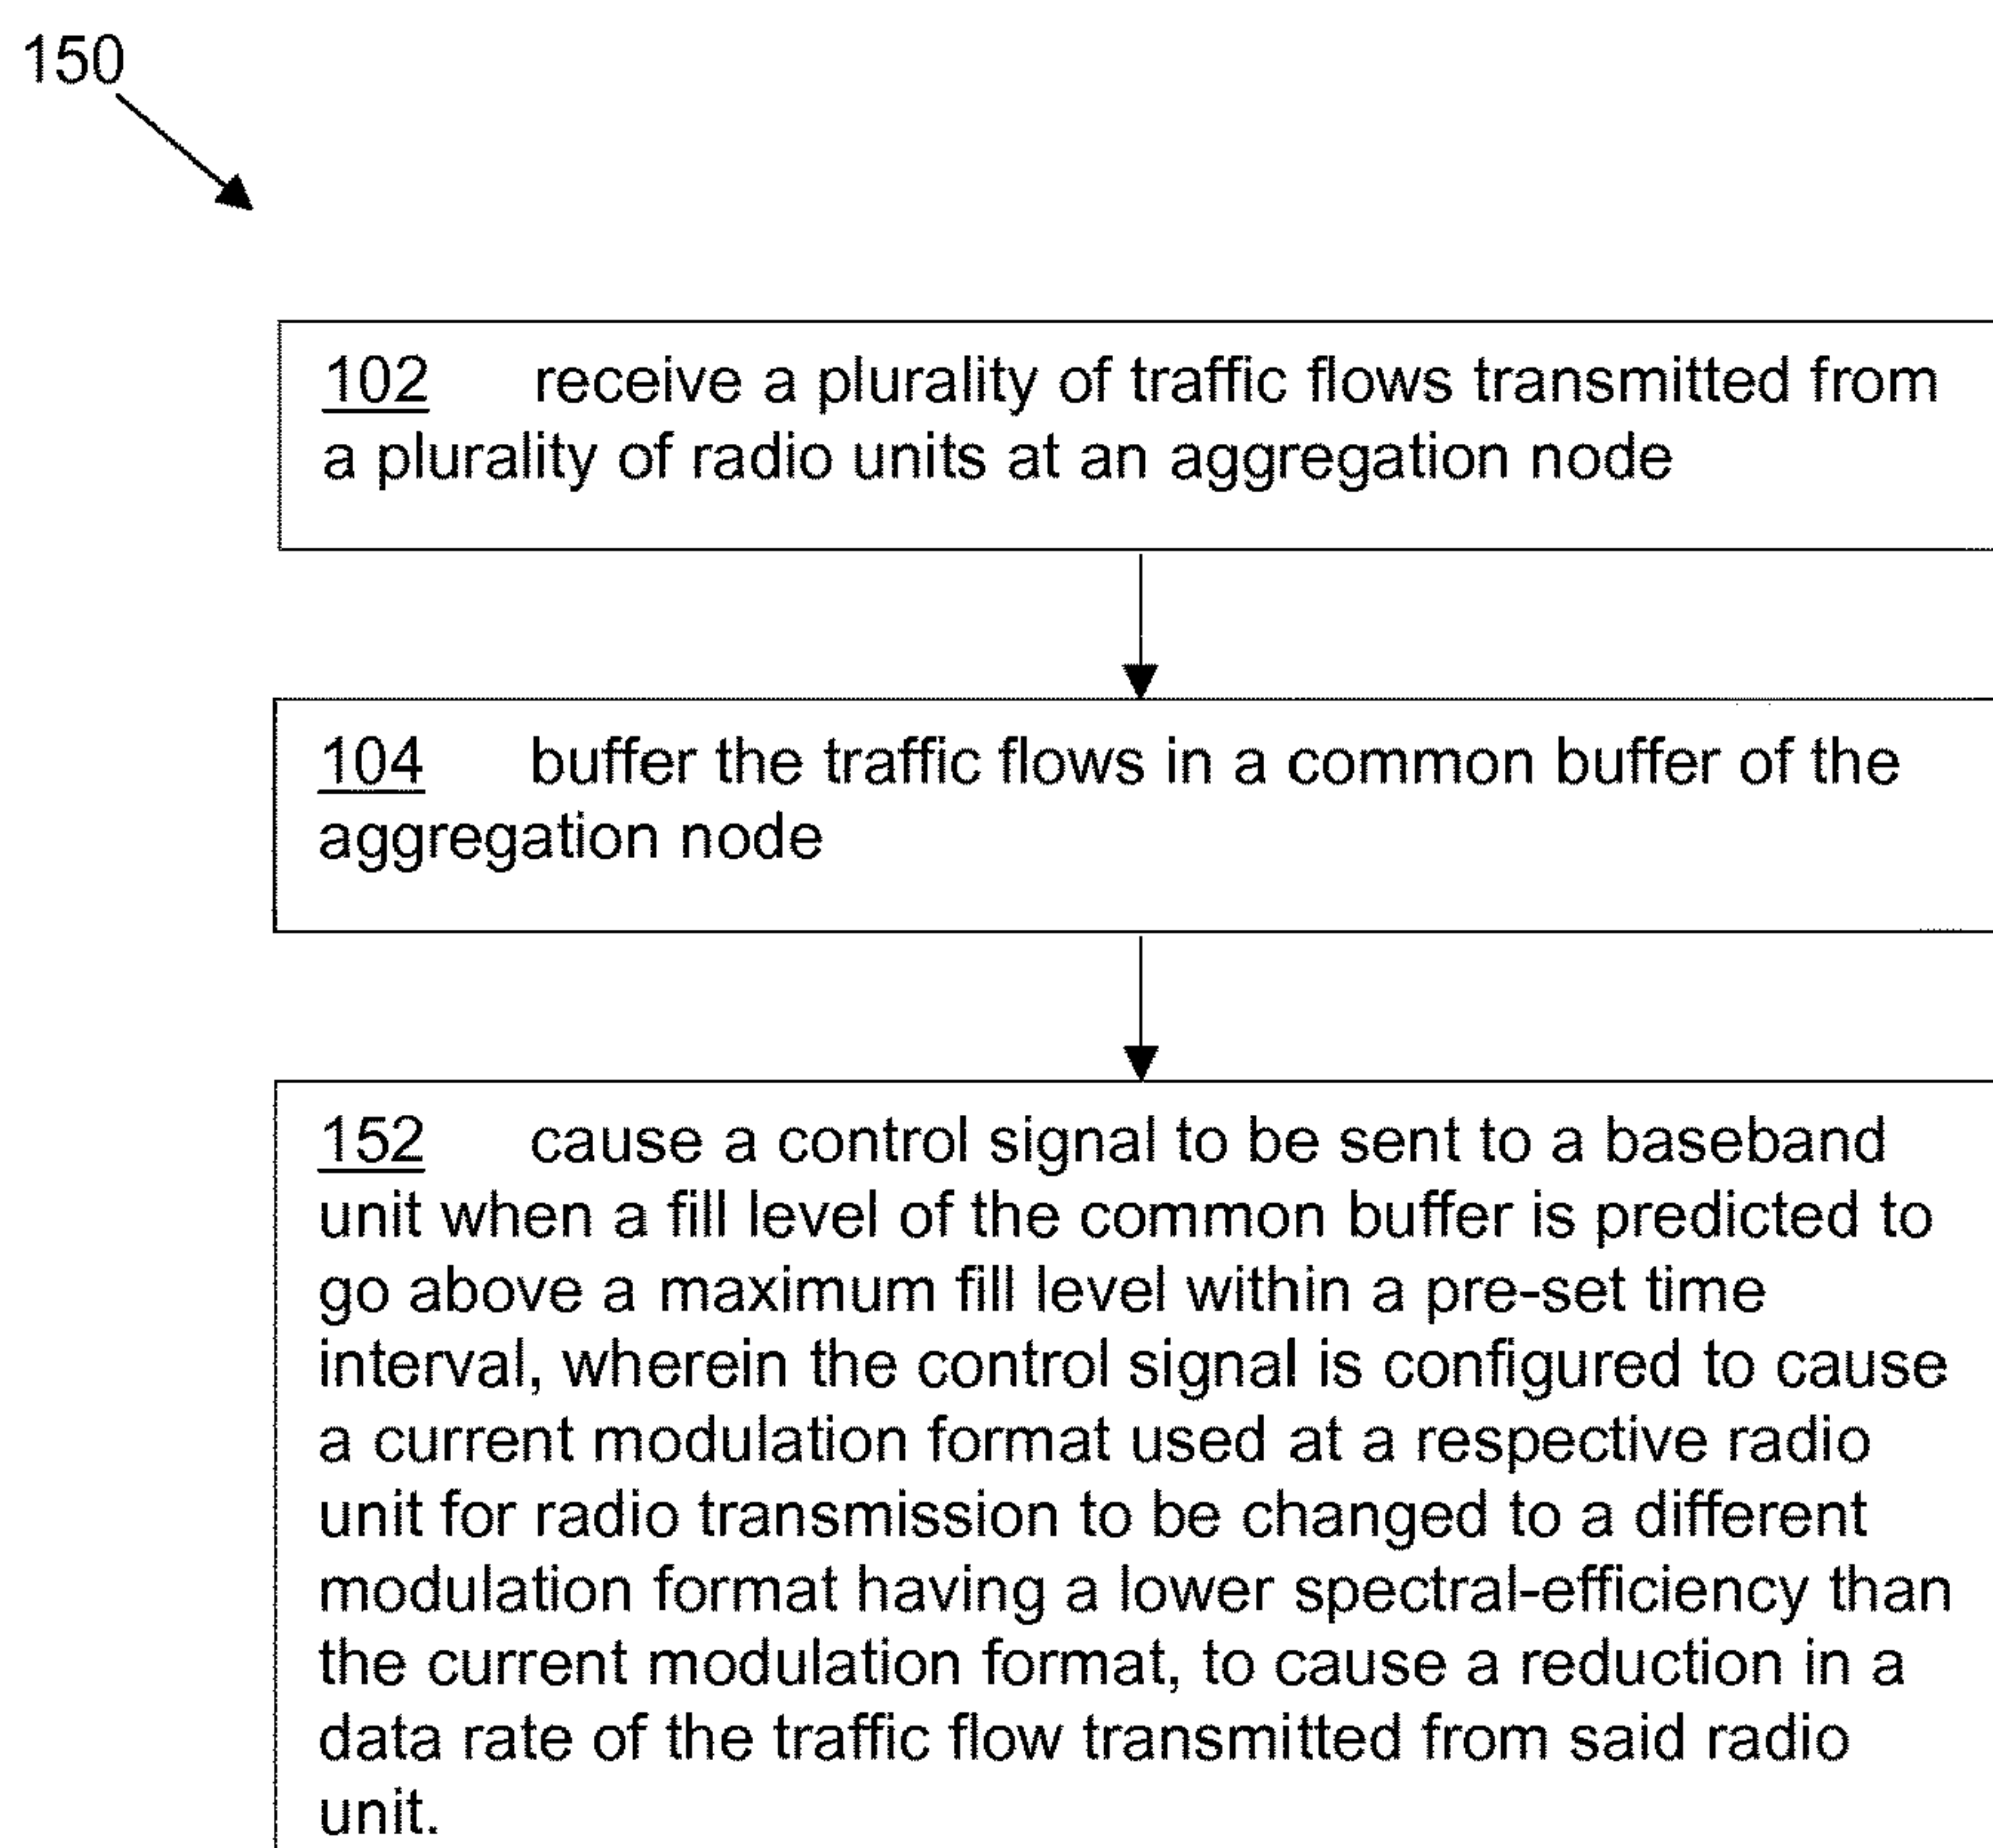 150
102 receive a plurality of traffic flows transmitted from
a plurality of radio units at an aggregation node
104 buffer the traffic flows in a common buffer of the
aggregation node
152 cause a control signal to be sent to a baseband
unit when a fill level of the common buffer is predicted to
go above a maximum fill level within a pre-set time
interval, wherein the control signal is configured to cause
a current modulation format used at a respective radio
unit for radio transmission to be changed to a different
modulation format having a lower spectral-efficiency than
the current modulation format, to cause a reduction in a
data rate of the traffic flow transmitted from said radio
unit.